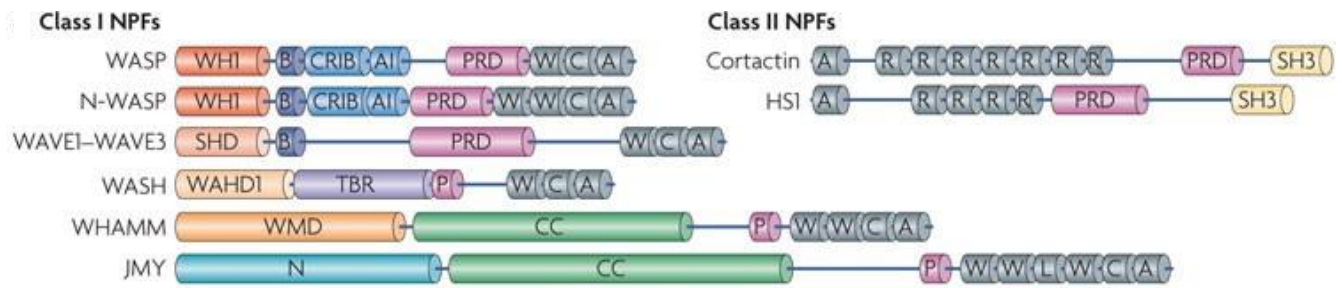 Class I NPFs
WASP WH1 B CRIB AI PRD W C A
N-WASP WH1 B CRIB AI PRD W W C A
WAVE1–WAVE3 SHD B PRD W C A
WASH WAHD1 TBR P W C A
WHAMM WMD CC P W W C A
JMY N CC P W W L W C A
Class II NPFs
Cortactin A R R R R R R R PRD SH3
HS1 A R R R R PRD SH3